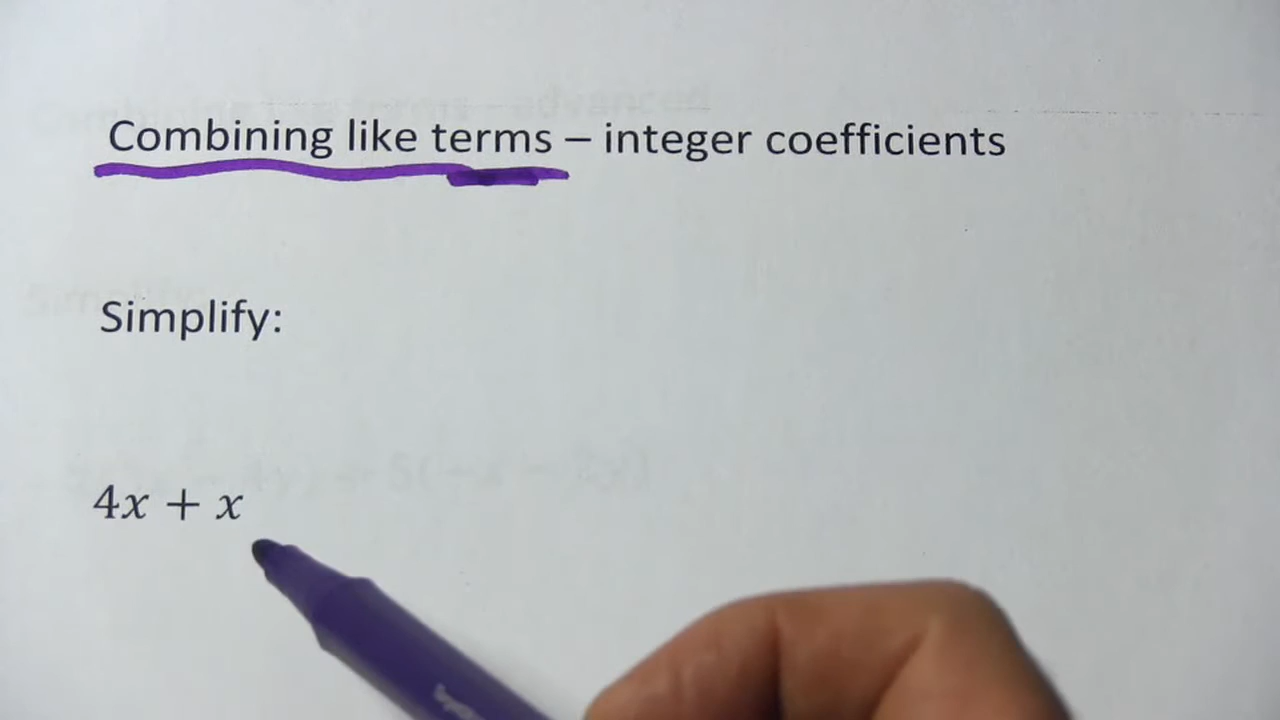 Combining like terms – integer coefficients
Simplify:
4x + x